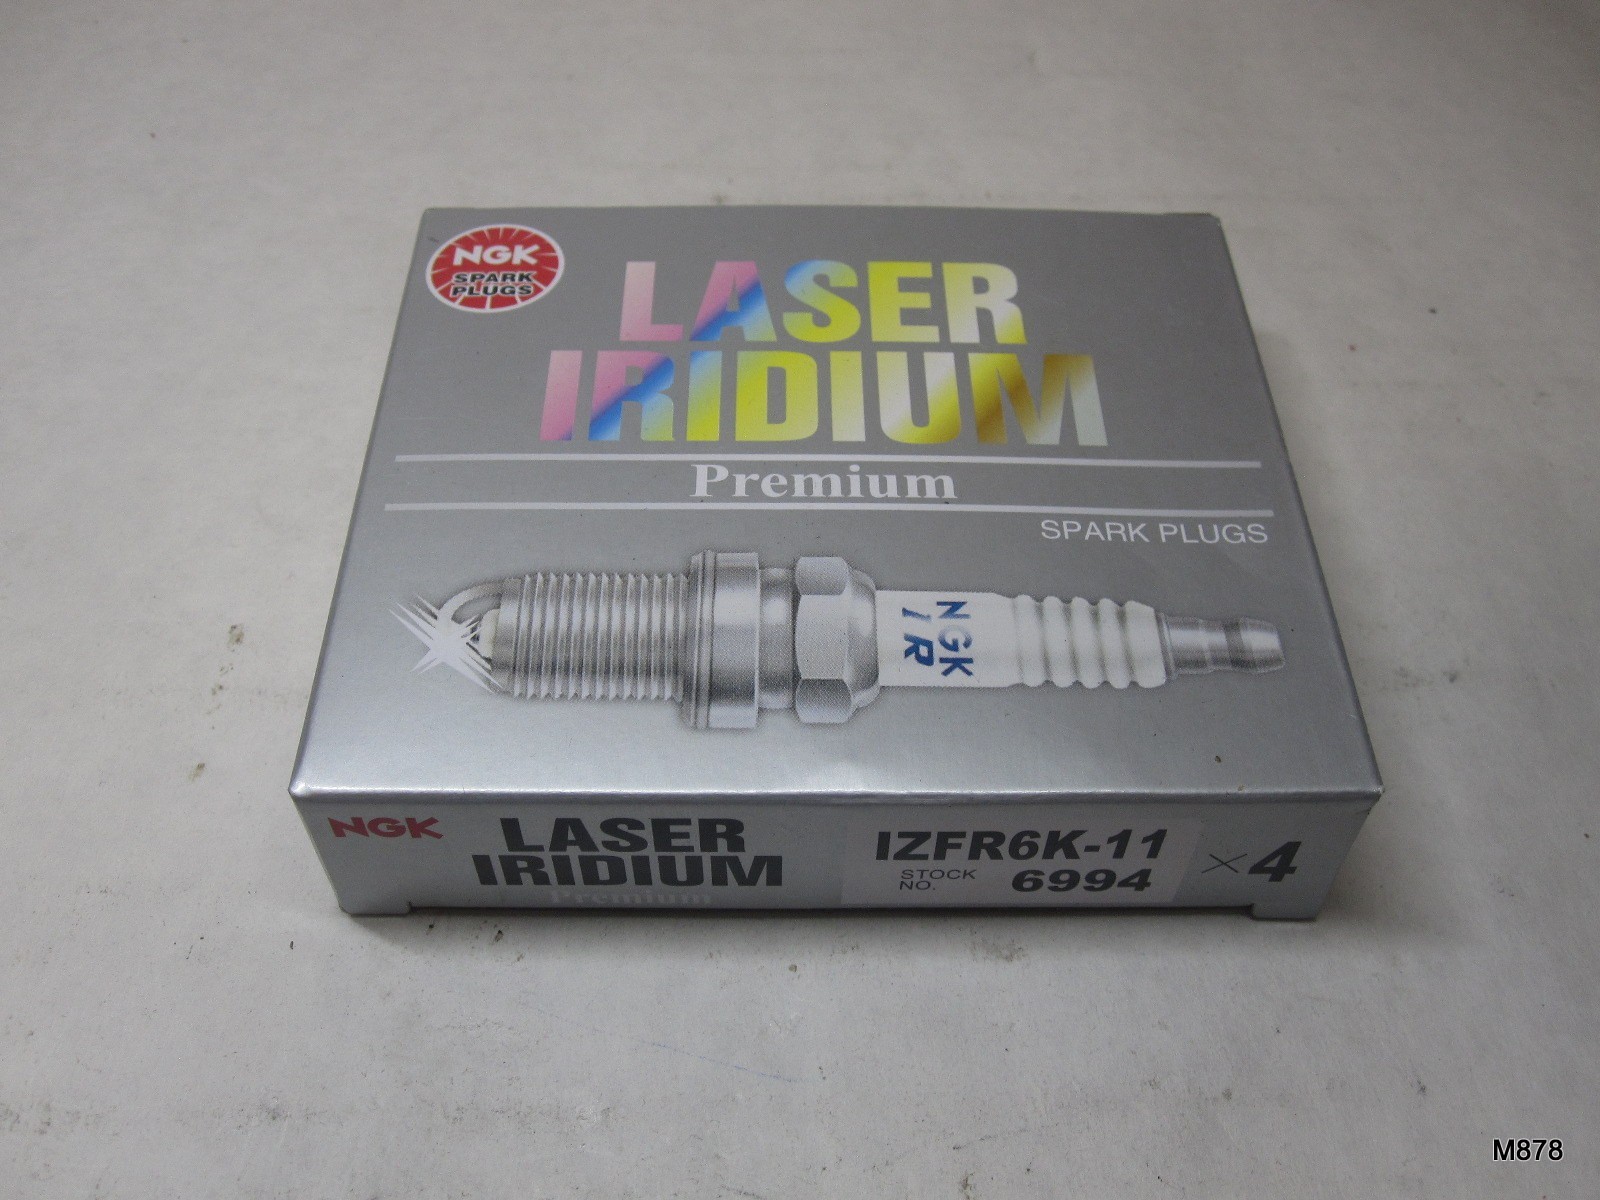 NGK
SPARK
PLUGS
LASER
IRIDIUM
Premium
SPARK PLUGS
NGK
IR
NGK
LASER
IRIDIUM
Premium
IZFR6K-11
STOCK
NO.
6994
×4
M878